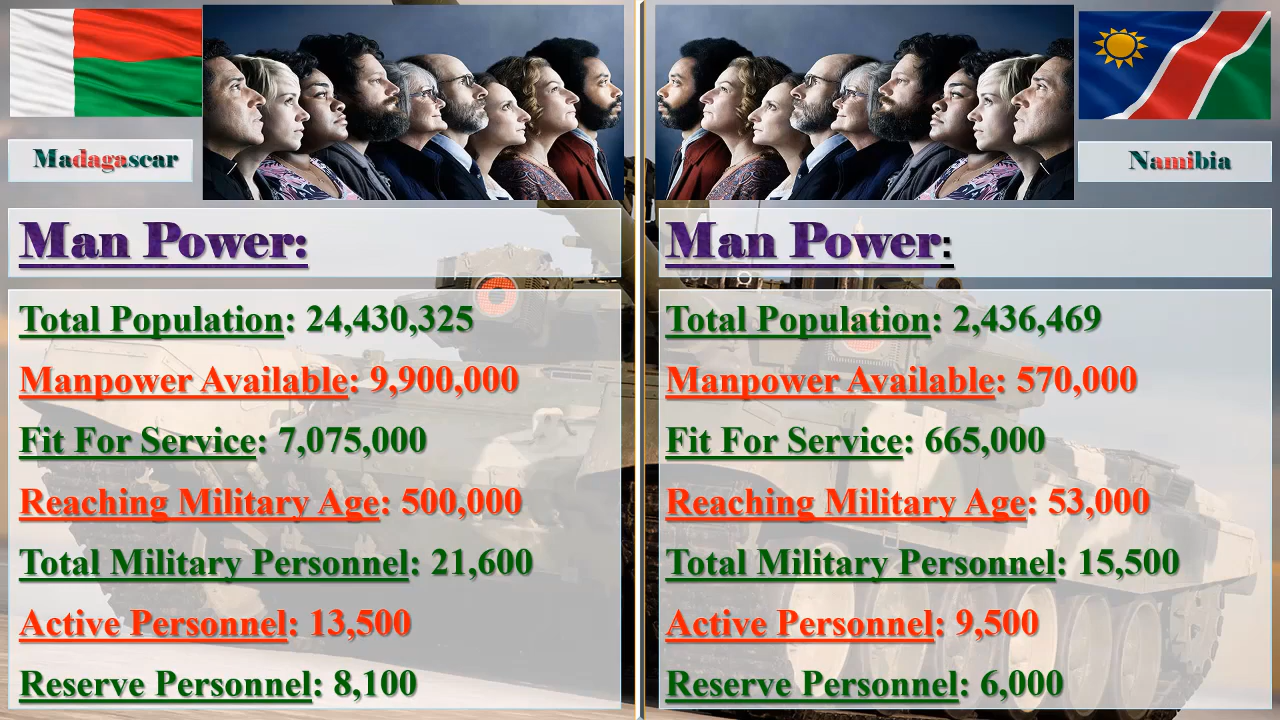 Madagascar
Man Power:
Total Population: 24,430,325
Manpower Available: 9,900,000
Fit For Service: 7,075,000
Reaching Military Age: 500,000
Total Military Personnel: 21,600
Active Personnel: 13,500
Reserve Personnel: 8,100
Namibia
Man Power:
Total Population: 2,436,469
Manpower Available: 570,000
Fit For Service: 665,000
Reaching Military Age: 53,000
Total Military Personnel: 15,500
Active Personnel: 9,500
Reserve Personnel: 6,000